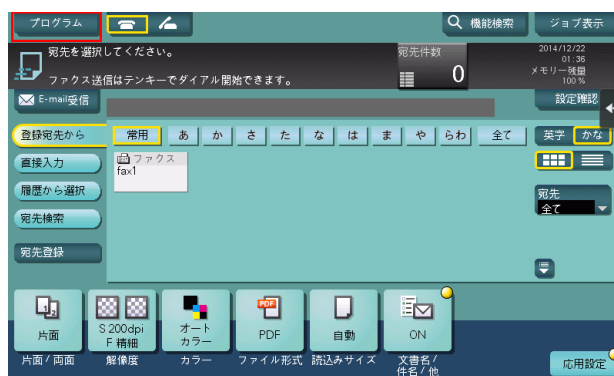 プログラム
機能検索
ジョブ表示
宛先を選択してください。
ファクス送信はテンキーでダイアル開始できます。
宛先件数
0
2014/12/22
01:36
メモリー残量
100 %
E-mail受信
設定確認
登録宛先から
常用 あ か さ た な は ま や らわ 全て
英字 かな
直接入力
ファクス
fax1
履歴から選択
宛先検索
宛先
全て
宛先登録
片面
S 200dpi
F 精細
オート
カラー
PDF
PDF
自動
ON
片面/両面
解像度
カラー
ファイル形式
読込みサイズ
文書名/
件名/他
応用設定